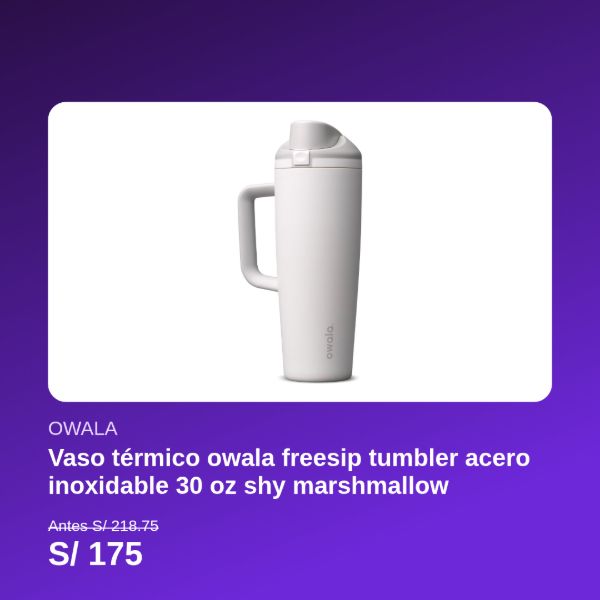 owala
OWALA
Vaso térmico owala freesip tumbler acero
inoxidable 30 oz shy marshmallow
Antes S/ 218.75
S/ 175